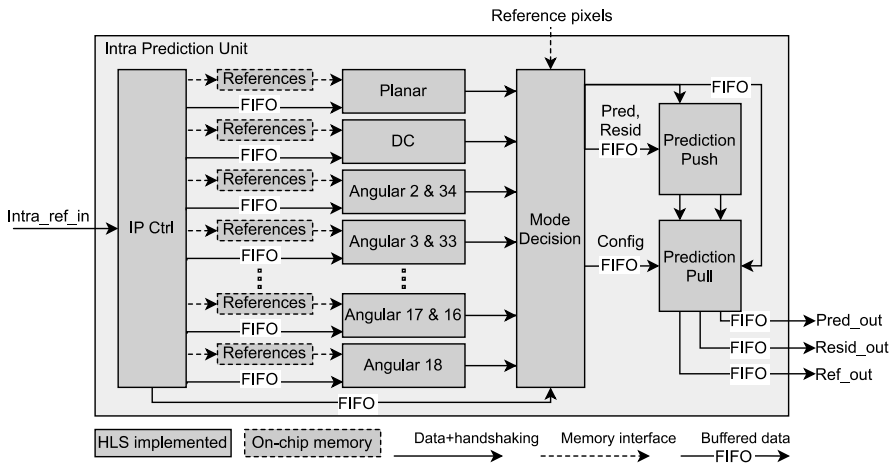 Reference pixels
Intra Prediction Unit
References
FIFO
Planar
FIFO
References
FIFO
DC
Pred,
Resid
FIFO
Prediction
Push
References
FIFO
Angular 2 & 34
Intra_ref_in
IP Ctrl
References
FIFO
Angular 3 & 33
Mode
Decision
Config
FIFO
Prediction
Pull
References
FIFO
Angular 17 & 16
FIFO
Pred_out
References
FIFO
Angular 18
FIFO
Resid_out
FIFO
Ref_out
FIFO
HLS implemented
On-chip memory
Data+handshaking
Memory interface
Buffered data
FIFO